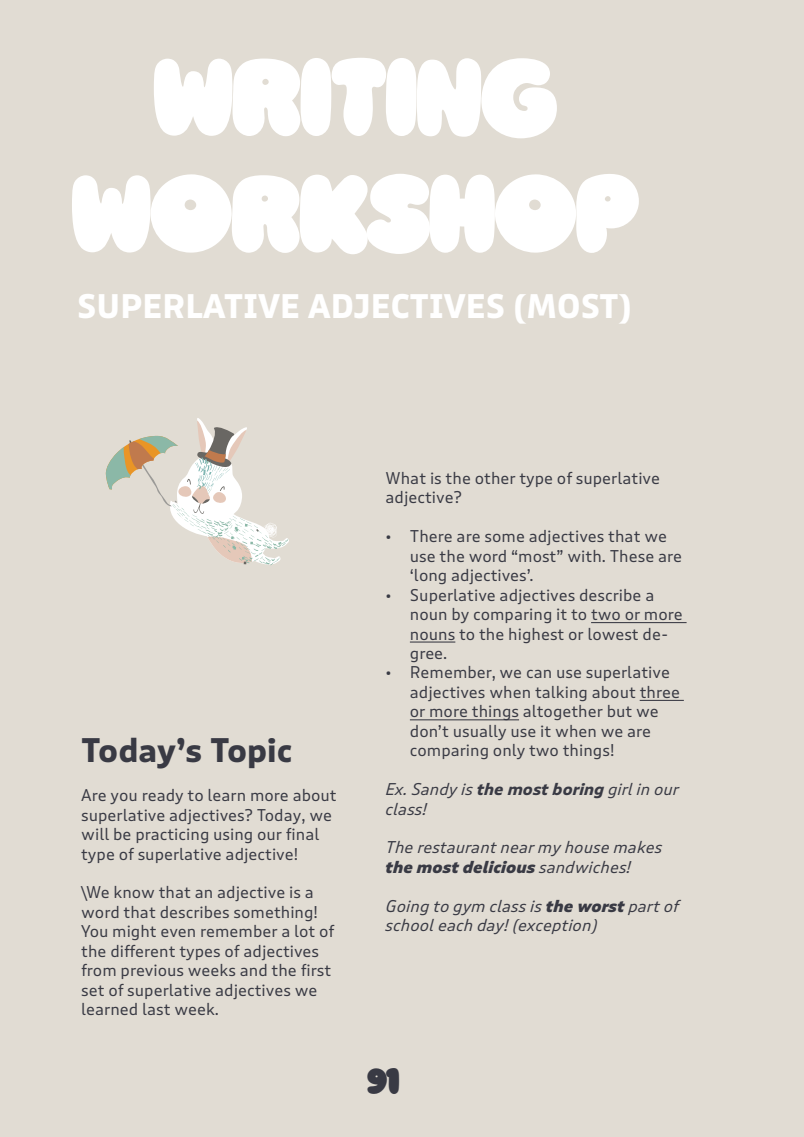 WRITING
WORKSHOP
SUPERLATIVE ADJECTIVES (MOST)
Today's Topic
Are you ready to learn more about
superlative adjectives? Today, we
will be practicing using our final
type of superlative adjective!
\We know that an adjective is a
word that describes something!
You might even remember a lot of
the different types of adjectives
from previous weeks and the first
set of superlative adjectives we
learned last week.
What is the other type of superlative
adjective?
• There are some adjectives that we
use the word “most” with. These are
‘long adjectives’.
• Superlative adjectives describe a
noun by comparing it to two or more
nouns to the highest or lowest de-
gree.
• Remember, we can use superlative
adjectives when talking about three
or more things altogether but we
don’t usually use it when we are
comparing only two things!
Ex. Sandy is the most boring girl in our
class!
The restaurant near my house makes
the most delicious sandwiches!
Going to gym class is the worst part of
school each day! (exception)
91